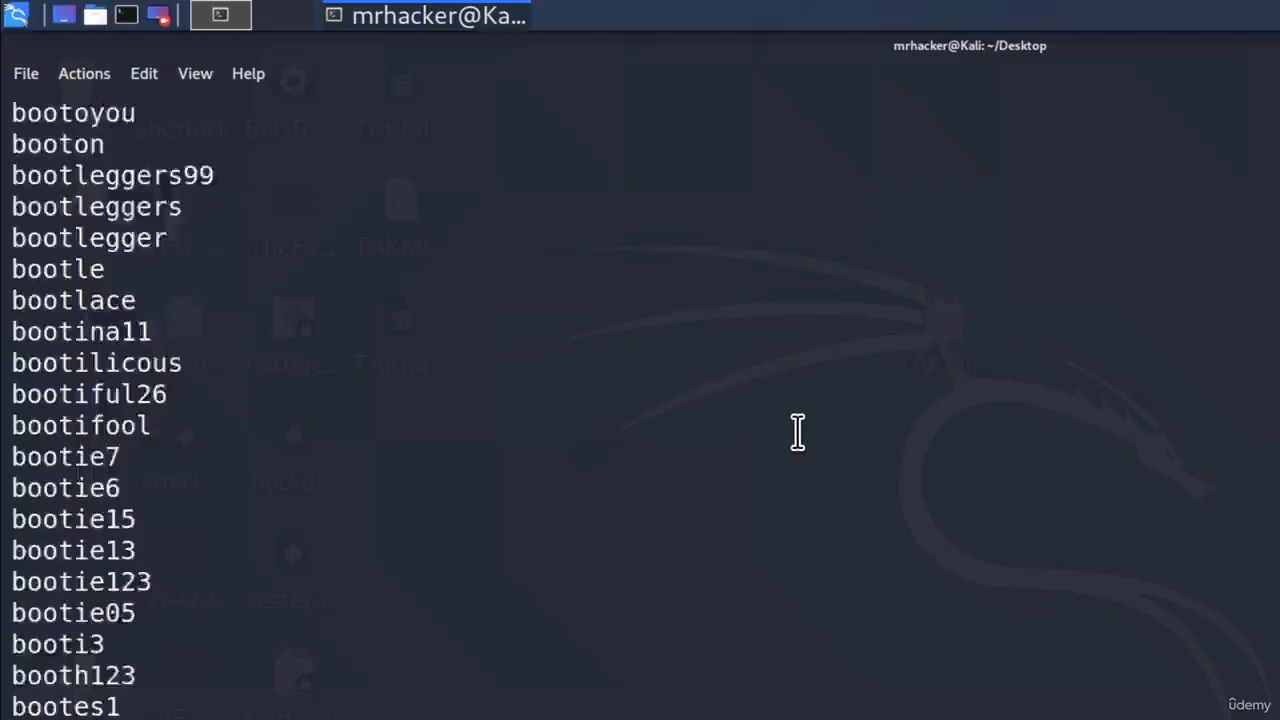 mrhacker@Ka...
mrhacker@Kali: ~/Desktop
File Actions Edit View Help
bootoyou
booton
bootleggers99
bootleggers
bootlegger
bootle
bootlace
bootina11
bootilicous
bootiful26
bootifool
bootie7
bootie6
bootie15
bootie13
bootie123
bootie05
booti3
booth123
bootes1
ûdemy